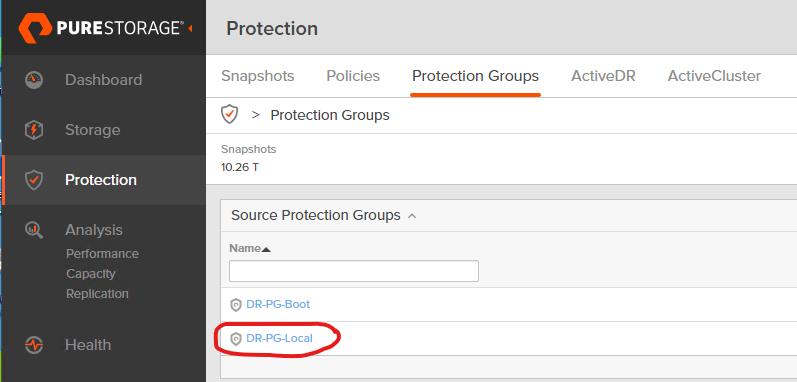 PURESTORAGE®
Dashboard
Storage
Protection
Analysis
Performance
Capacity
Replication
Health
Protection
Snapshots Policies Protection Groups ActiveDR ActiveCluster
> Protection Groups
Snapshots
10.26 T
Source Protection Groups
Name
DR-PG-Boot
DR-PG-Local